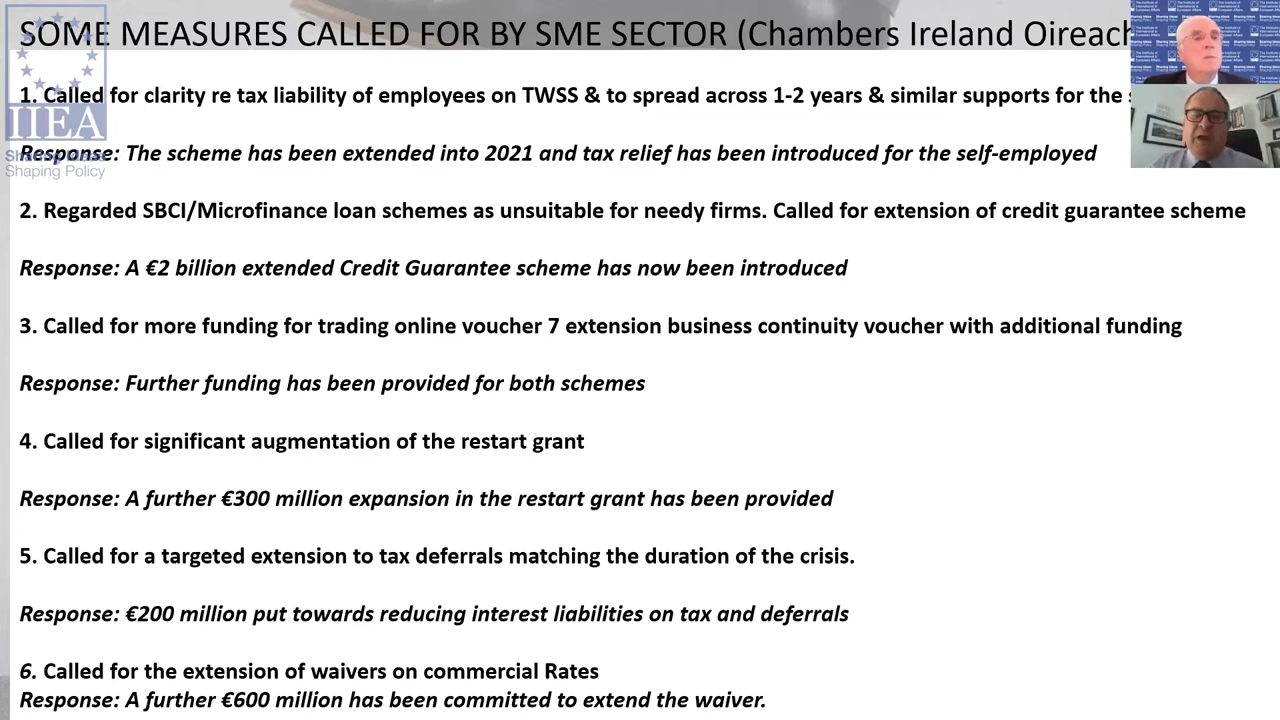 SOME MEASURES CALLED FOR BY SME SECTOR (Chambers Ireland Oireach
1. Called for clarity re tax liability of employees on TWSS & to spread across 1-2 years & similar supports for the
Response: The scheme has been extended into 2021 and tax relief has been introduced for the self-employed
2. Regarded SBCI/Microfinance loan schemes as unsuitable for needy firms. Called for extension of credit guarantee scheme
Response: A €2 billion extended Credit Guarantee scheme has now been introduced
3. Called for more funding for trading online voucher 7 extension business continuity voucher with additional funding
Response: Further funding has been provided for both schemes
4. Called for significant augmentation of the restart grant
Response: A further €300 million expansion in the restart grant has been provided
5. Called for a targeted extension to tax deferrals matching the duration of the crisis.
Response: €200 million put towards reducing interest liabilities on tax and deferrals
6. Called for the extension of waivers on commercial Rates
Response: A further €600 million has been committed to extend the waiver.
IIEA
Sharing Ideas
Shaping Policy